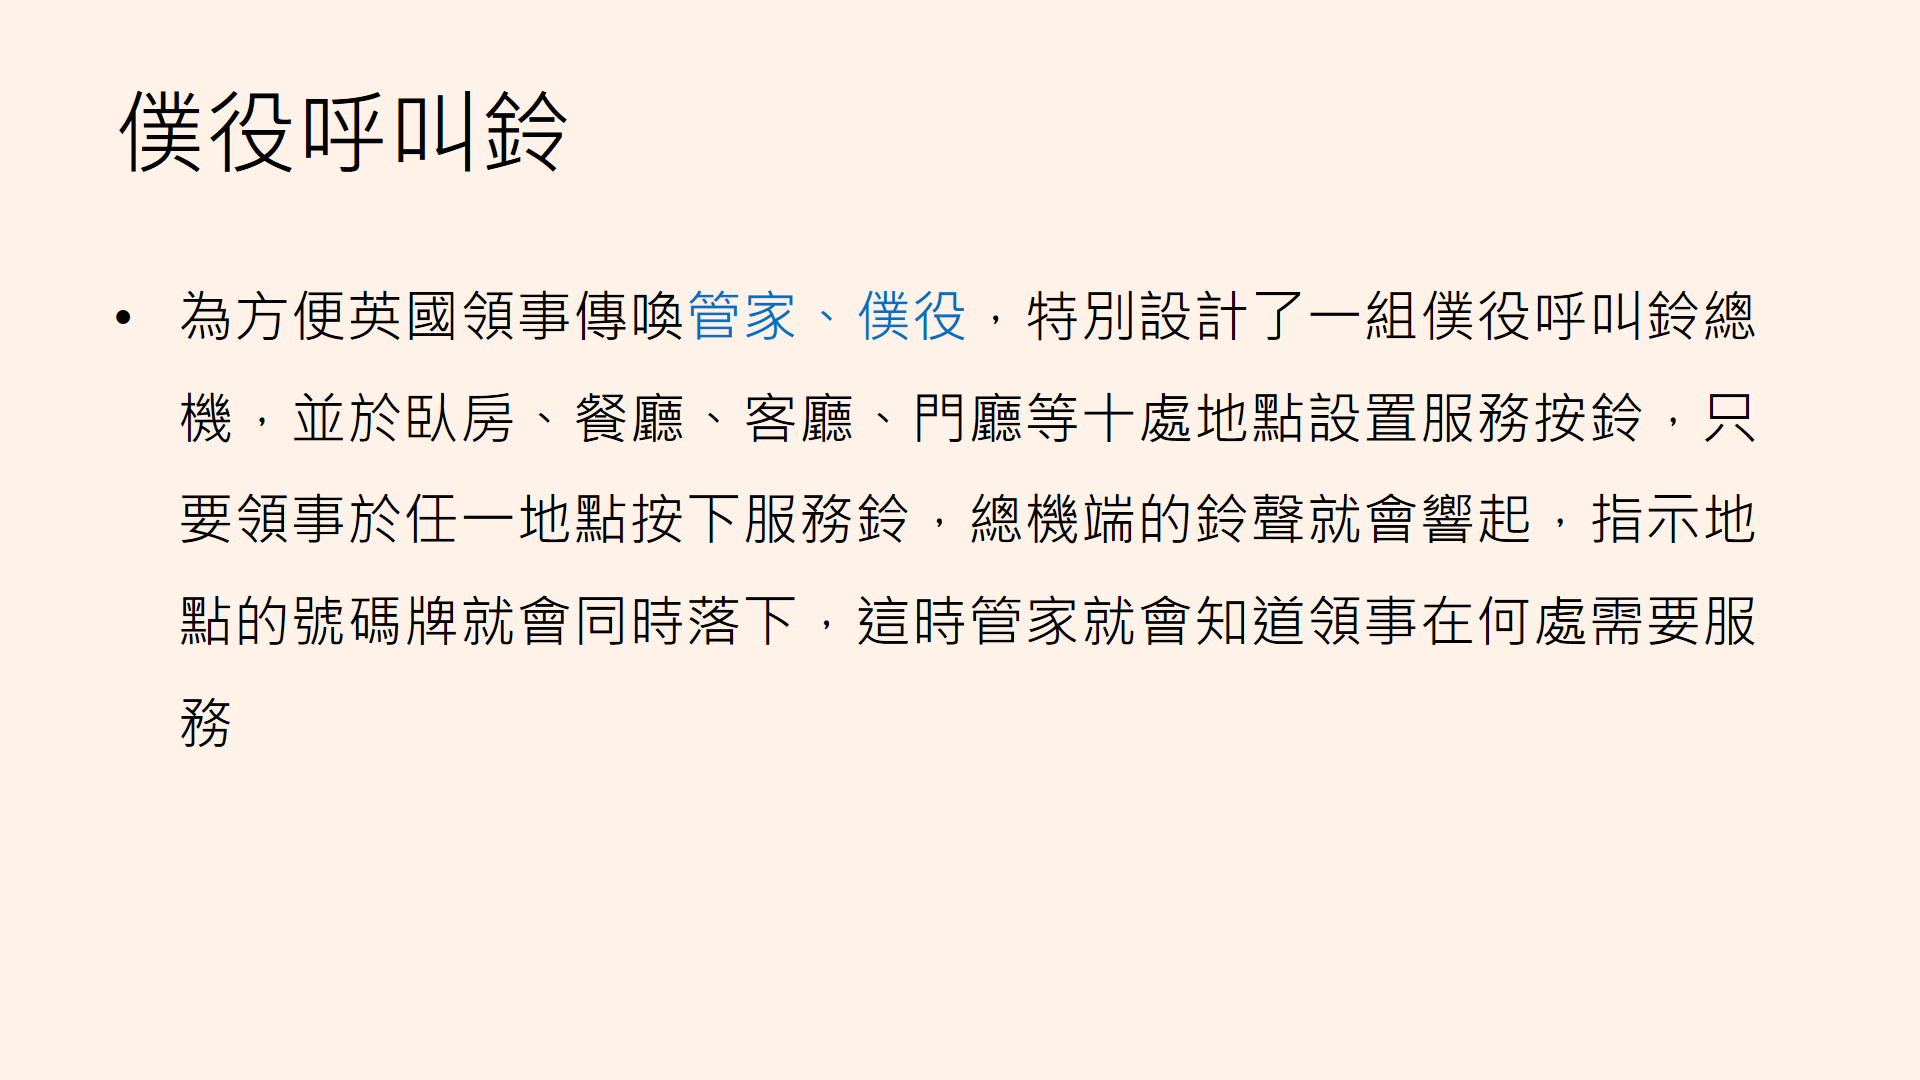 僕役呼叫鈴
• 為方便英國領事傳喚管家、僕役，特別設計了一組僕役呼叫鈴總
機，並於臥房、餐廳、客廳、門廳等十處地點設置服務按鈴，只
要領事於任一地點按下服務鈴，總機端的鈴聲就會響起，指示地
點的號碼牌就會同時落下，這時管家就會知道領事在何處需要服
務